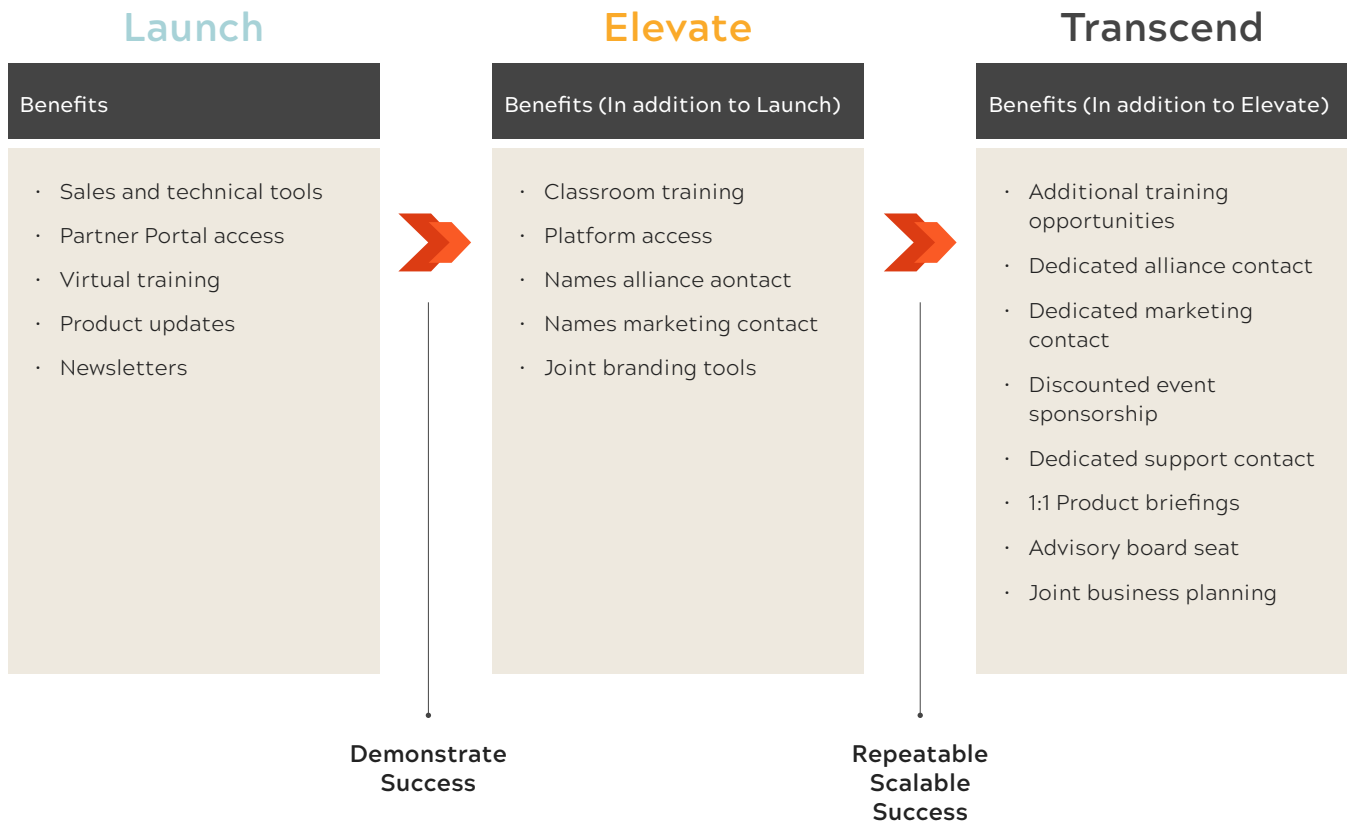 Launch
Benefits
· Sales and technical tools
· Partner Portal access
· Virtual training
· Product updates
· Newsletters
Demonstrate
Success
Elevate
Benefits (In addition to Launch)
· Classroom training
· Platform access
· Names alliance aontact
· Names marketing contact
· Joint branding tools
Repeatable
Scalable
Success
Transcend
Benefits (In addition to Elevate)
· Additional training
opportunities
· Dedicated alliance contact
· Dedicated marketing
contact
· Discounted event
sponsorship
· Dedicated support contact
· 1:1 Product briefings
· Advisory board seat
· Joint business planning